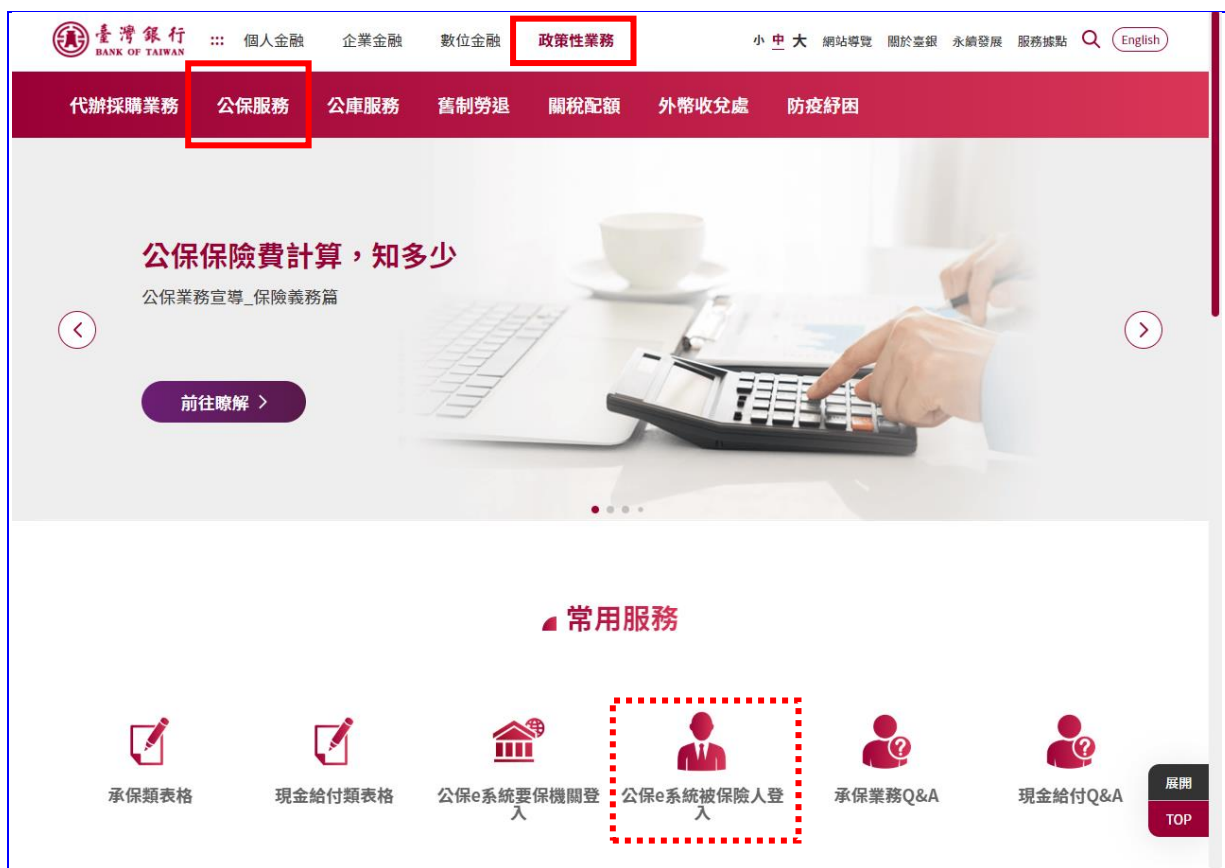 臺灣銀行
BANK OF TAIWAN
::: 個人金融 企業金融 數位金融 政策性業務 小 中 大 網站導覽 關於臺銀 永續發展 服務據點 English
代辦採購業務 公保服務 公庫服務 舊制勞退 關稅配額 外幣收兌處 防疫紓困
公保保險費計算，知多少
公保業務宣導_保險義務篇
前往瞭解
常用服務
承保類表格
現金給付類表格
公保e系統要保機關登
入
公保e系統被保險人登
入
承保業務Q&A
現金給付Q&A
展開
TOP